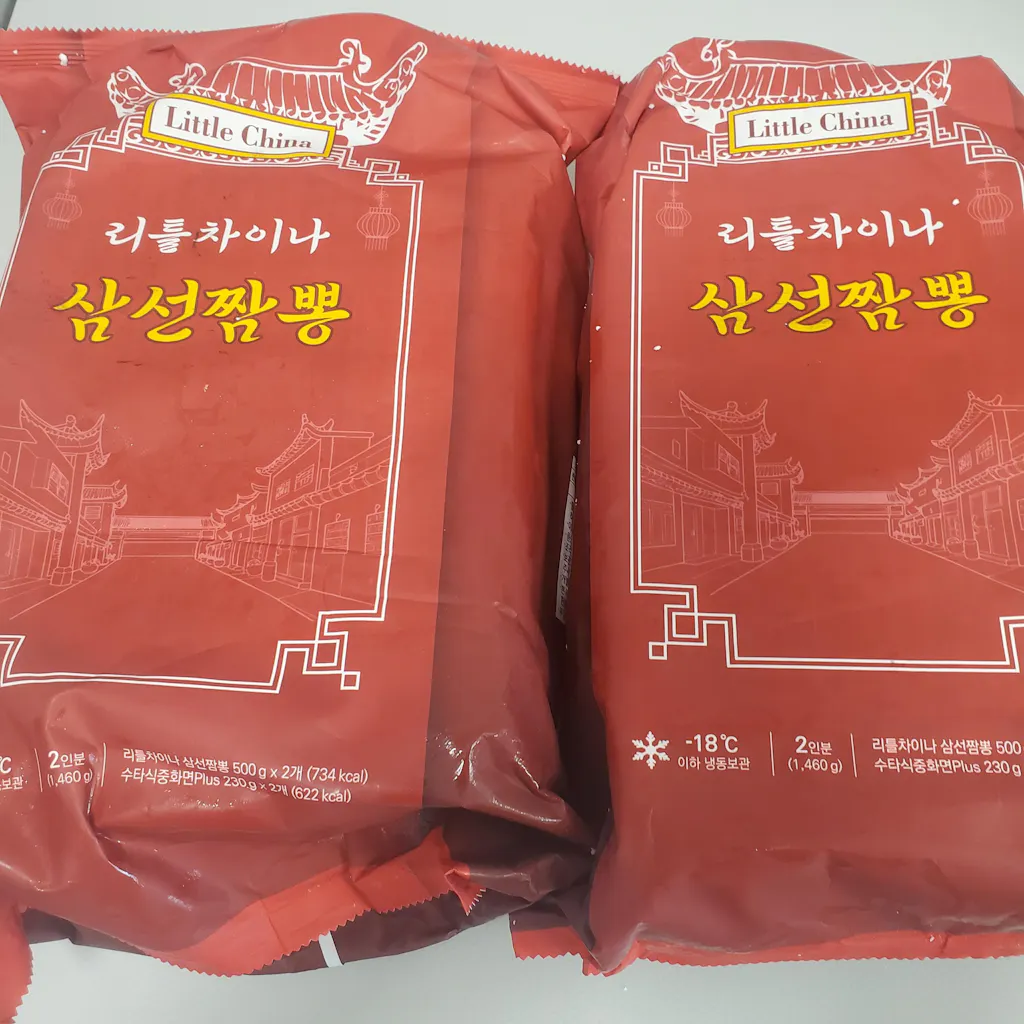 Little China
리틀차이나
삼선짬뽕
℃
보관
2인분
(1,460 g)
리틀차이나 삼선짬뽕 500 g x 2개 (734 kcal)
수타식중화면Plus 230 g x 2개 (622 kcal)
Little China
리틀차이나
삼선짬뽕
-18℃
이하 냉동보관
2인분
(1,460 g)
리틀차이나 삼선짬뽕 500
수타식중화면Plus 230 g